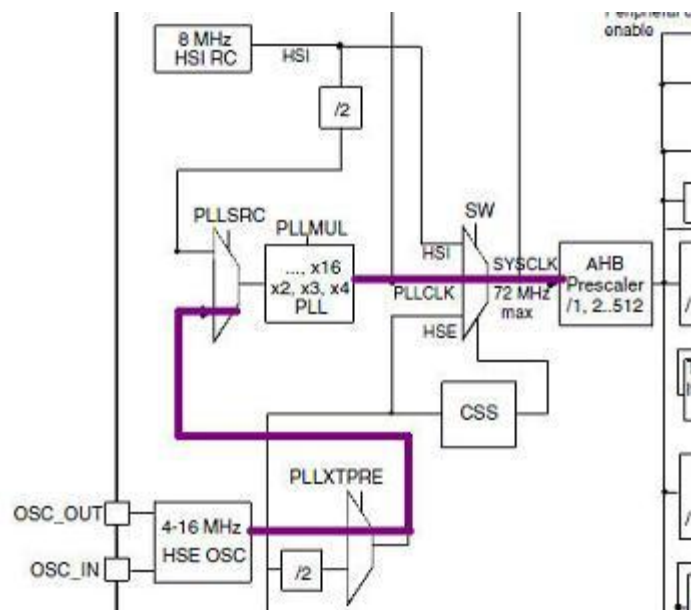 Peripheral c
enable
8 MHz
HSI RC
HSI
/2
PLLSRC
PLLMUL
SW
..., x16
x2, x3, x4
PLL
HSI
PLLCLK
HSE
SYSCLK
72 MHz
max
AHB
Prescaler
/1, 2..512
CSS
PLLXTPRE
OSC_OUT
OSC_IN
4-16 MHz
HSE OSC
/2